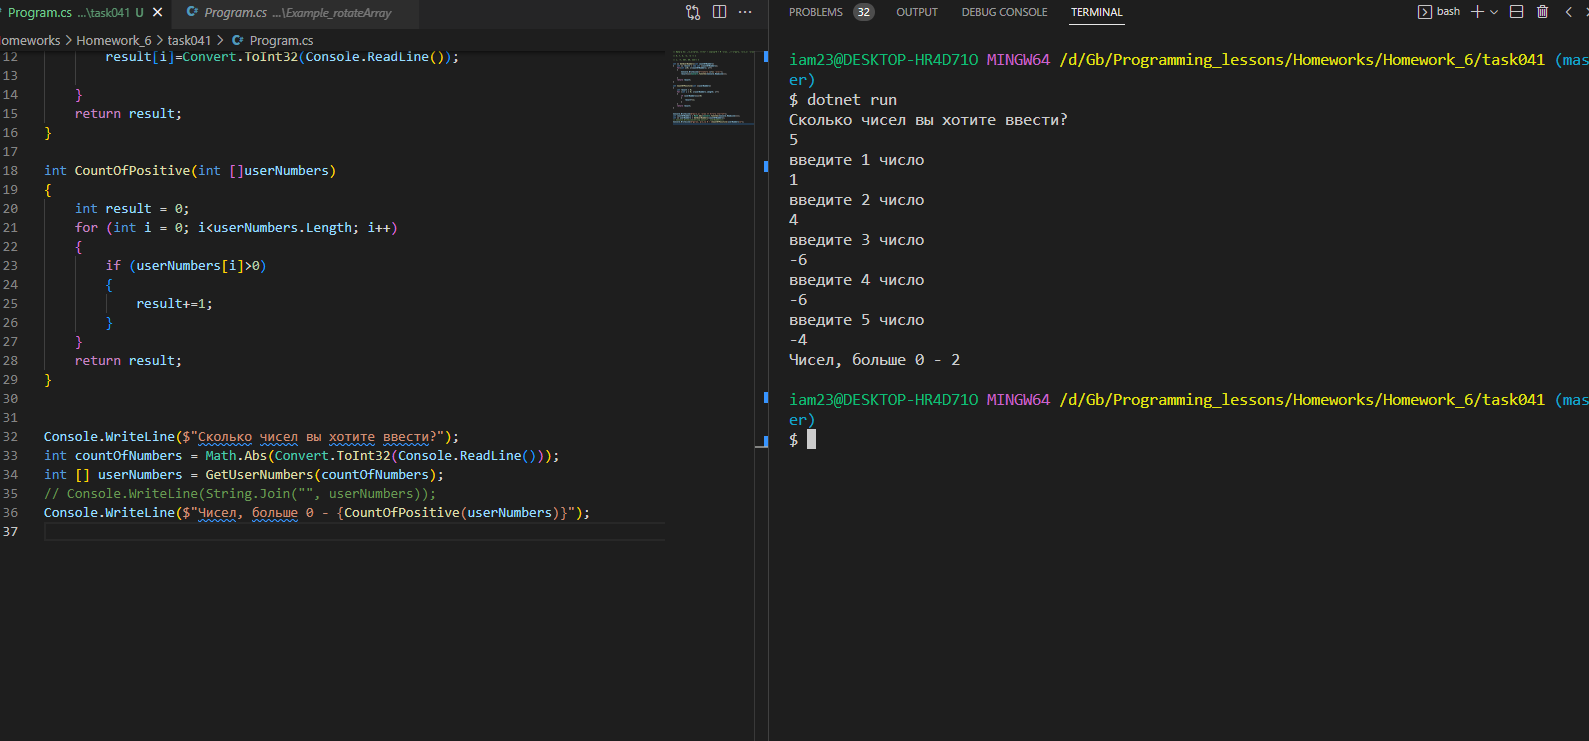 Program.cs ...\task041 U
Program.cs ...\Example_rotateArray
omeworks > Homework_6 > task041 > Program.cs
12 result[i]=Convert.ToInt32(Console.ReadLine());
13
14 }
15 return result;
16 }
17
18 int CountOfPositive(int []userNumbers)
19 {
20 int result = 0;
21 for (int i = 0; i<userNumbers.Length; i++)
22 {
23 if (userNumbers[i]>0)
24 {
25 result+=1;
26 }
27 }
28 return result;
29 }
30
31
32 Console.WriteLine($"Сколько чисел вы хотите ввести?");
33 int countOfNumbers = Math.Abs(Convert.ToInt32(Console.ReadLine()));
34 int [] userNumbers = GetUserNumbers(countOfNumbers);
35 // Console.WriteLine(String.Join("", userNumbers));
36 Console.WriteLine($"Чисел, больше 0 - {CountOfPositive(userNumbers)}");
37
PROBLEMS 32 OUTPUT DEBUG CONSOLE TERMINAL
bash
iam23@DESKTOP-HR4D71O MINGW64 /d/Gb/Programming_lessons/Homeworks/Homework_6/task041 (mas
er)
$ dotnet run
Сколько чисел вы хотите ввести?
5
введите 1 число
1
введите 2 число
4
введите 3 число
-6
введите 4 число
-6
введите 5 число
-4
Чисел, больше 0 - 2
iam23@DESKTOP-HR4D71O MINGW64 /d/Gb/Programming_lessons/Homeworks/Homework_6/task041 (mas
er)
$